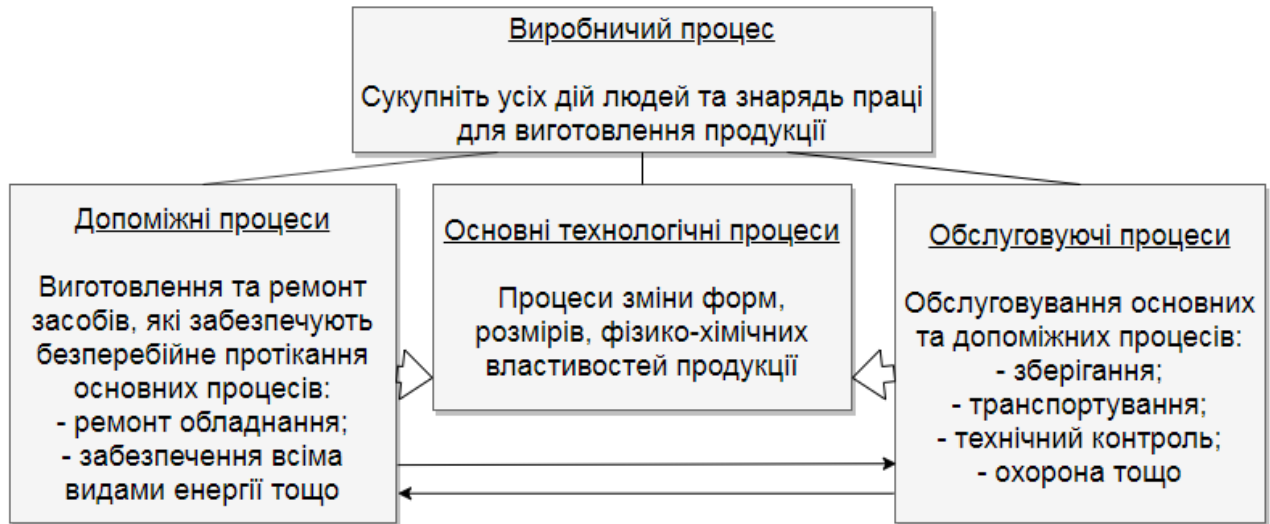 Виробничий процес
Сукупніть усіх дій людей та знарядь праці
для виготовлення продукції
Допоміжні процеси
Виготовлення та ремонт
засобів, які забезпечують
безперебійне протікання
основних процесів:
- ремонт обладнання;
- забезпечення всіма
видами енергії тощо
Основні технологічні процеси
Процеси зміни форм,
розмірів, фізико-хімічних
властивостей продукції
Обслуговуючі процеси
Обслуговування основних
та допоміжних процесів:
- зберігання;
- транспортування;
- технічний контроль;
- охорона тощо